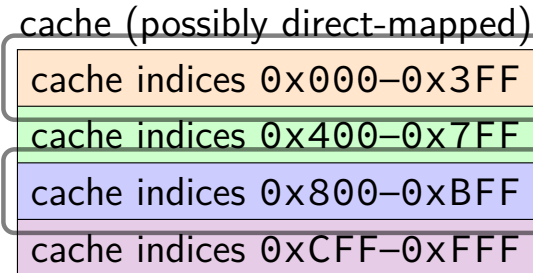 cache (possibly direct-mapped)
cache indices 0x000–0x3FF
cache indices 0x400–0x7FF
cache indices 0x800–0xBFF
cache indices 0xCFF–0xFFF